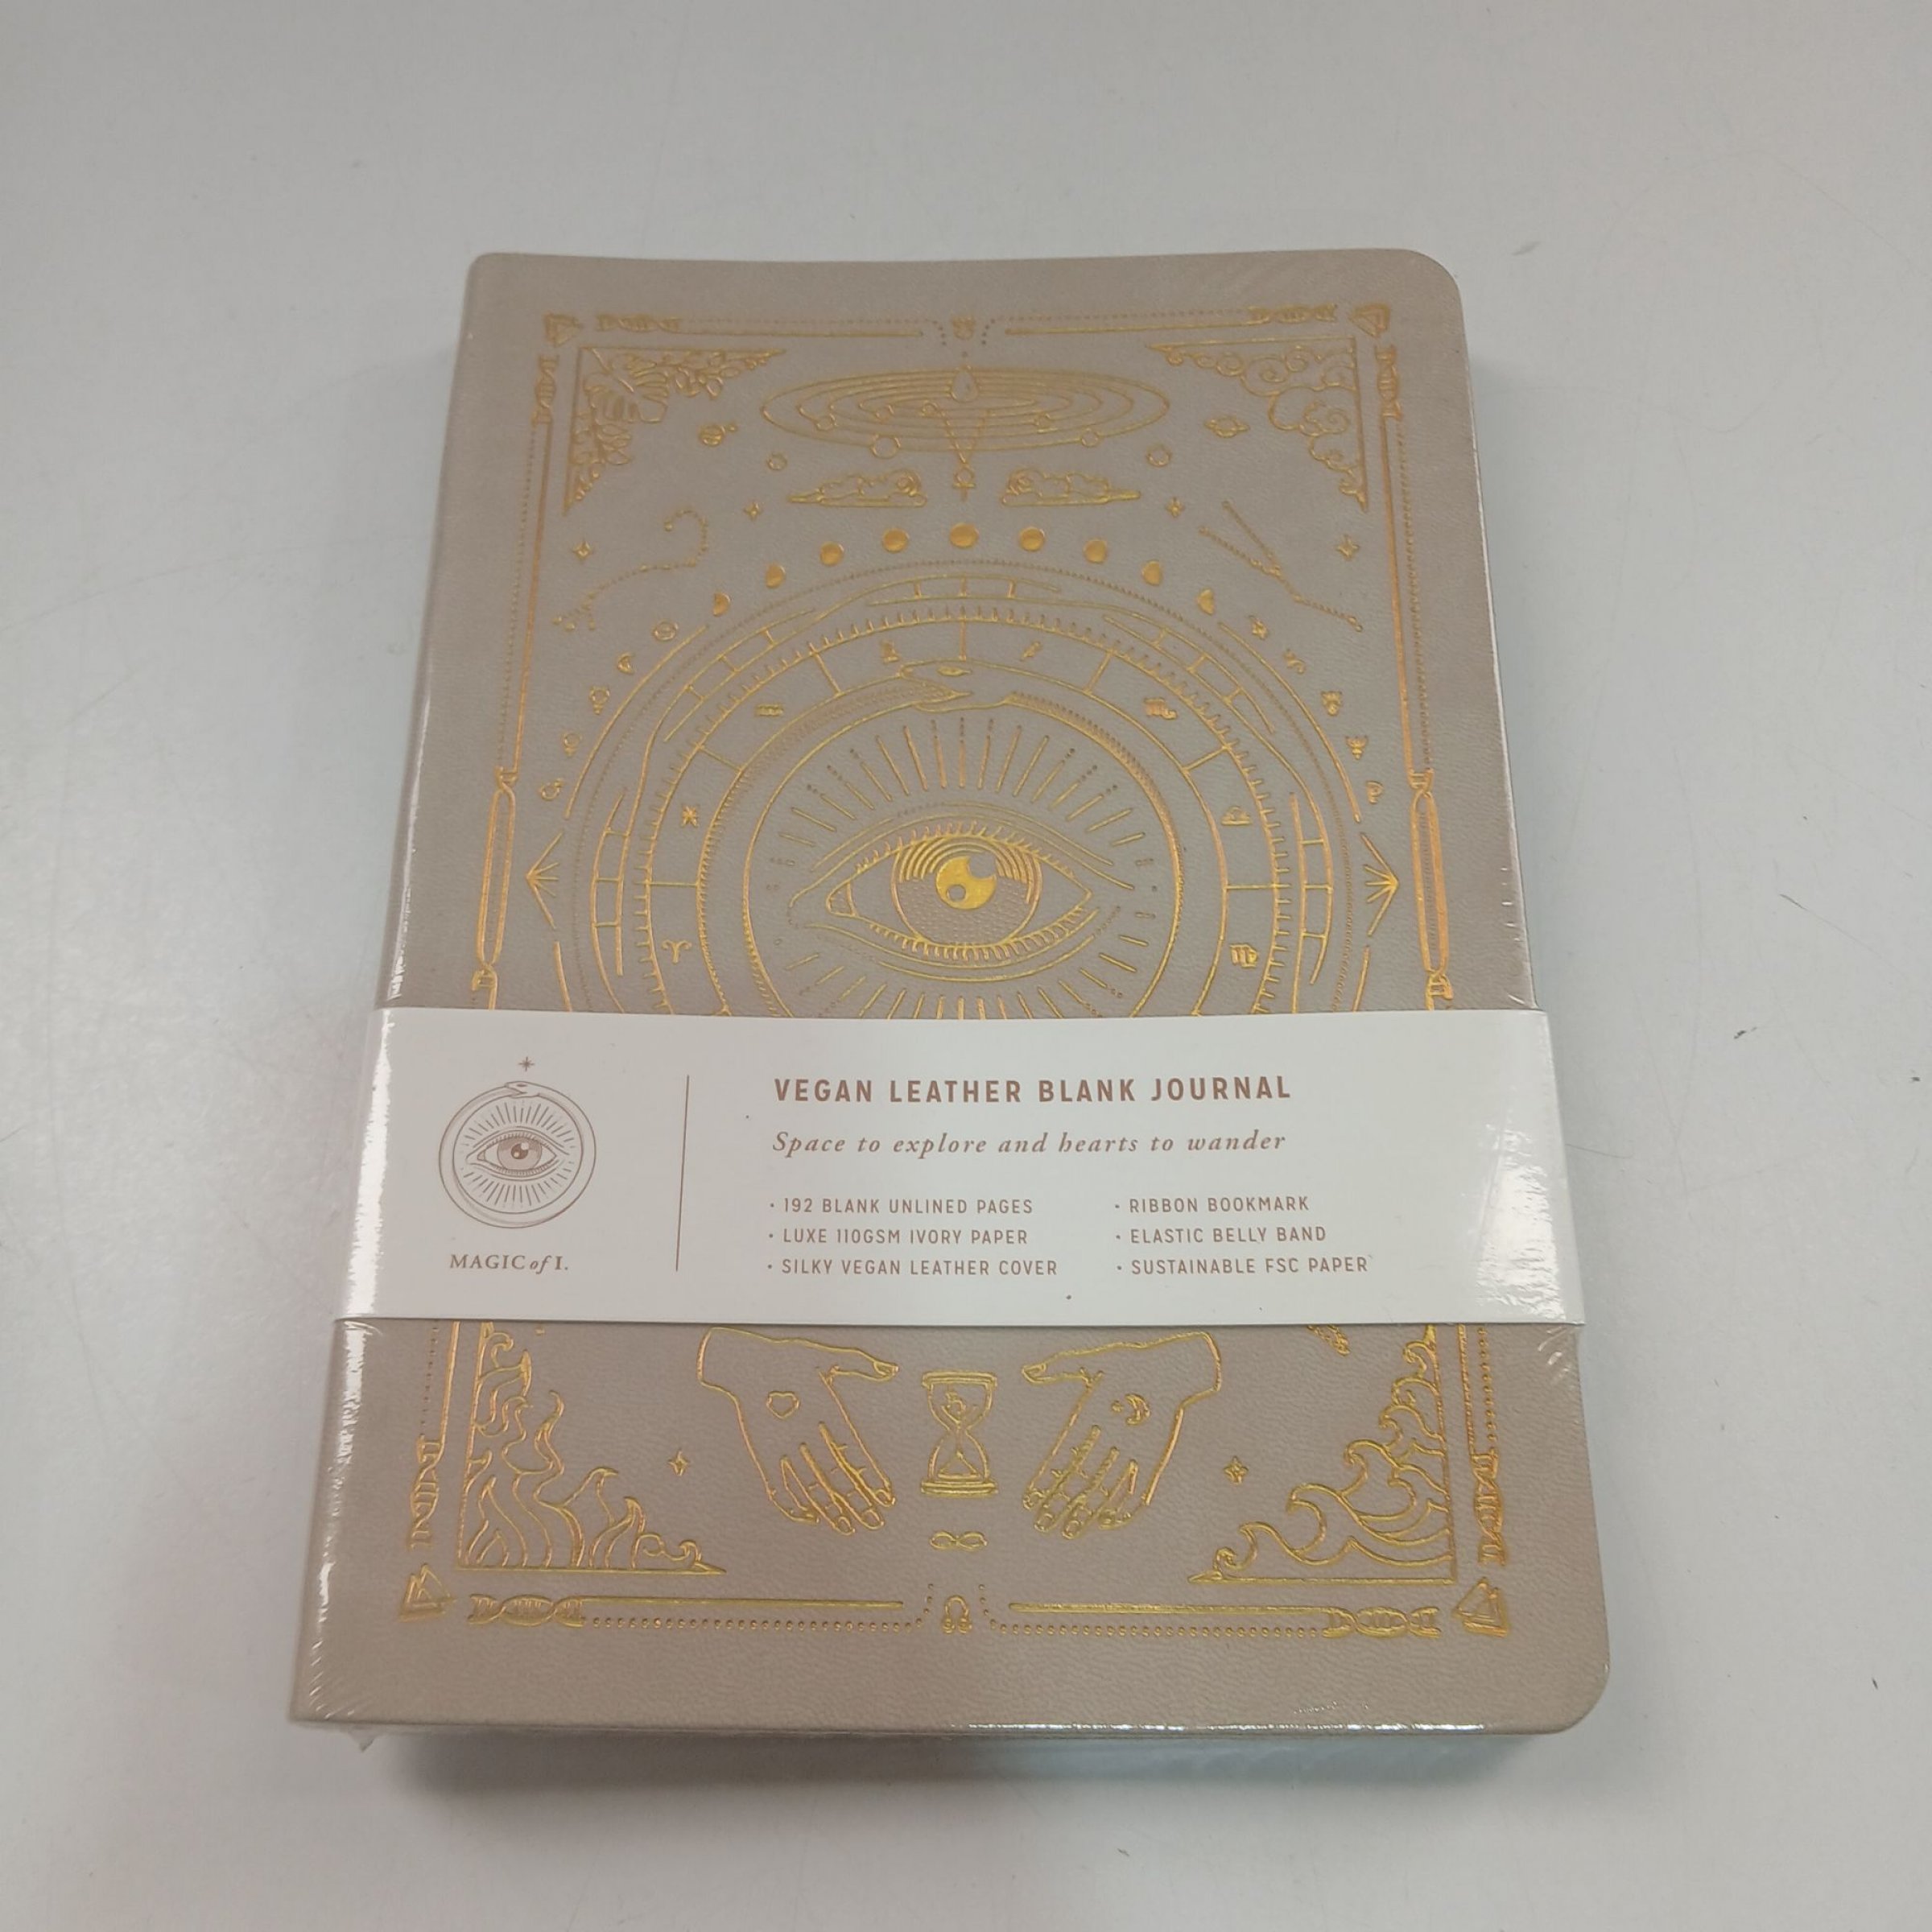 VEGAN LEATHER BLANK JOURNAL
Space to explore and hearts to wander
• 192 BLANK UNLINED PAGES
• LUXE 110GSM IVORY PAPER
• SILKY VEGAN LEATHER COVER
• RIBBON BOOKMARK
• ELASTIC BELLY BAND
• SUSTAINABLE FSC PAPER
MAGIC of I.